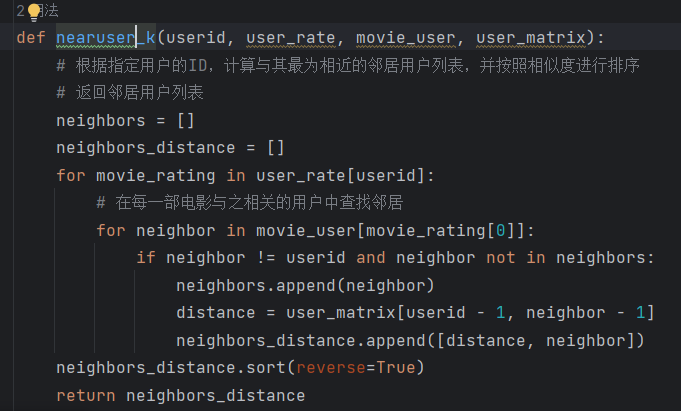 2 用法
def nearuser_k(userid, user_rate, movie_user, user_matrix):
    # 根据指定用户的ID，计算与其最为相近的邻居用户列表，并按照相似度进行排序
    # 返回邻居用户列表
    neighbors = []
    neighbors_distance = []
    for movie_rating in user_rate[userid]:
        # 在每一部电影与之相关的用户中查找邻居
        for neighbor in movie_user[movie_rating[0]]:
            if neighbor != userid and neighbor not in neighbors:
                neighbors.append(neighbor)
                distance = user_matrix[userid - 1, neighbor - 1]
                neighbors_distance.append([distance, neighbor])
    neighbors_distance.sort(reverse=True)
    return neighbors_distance